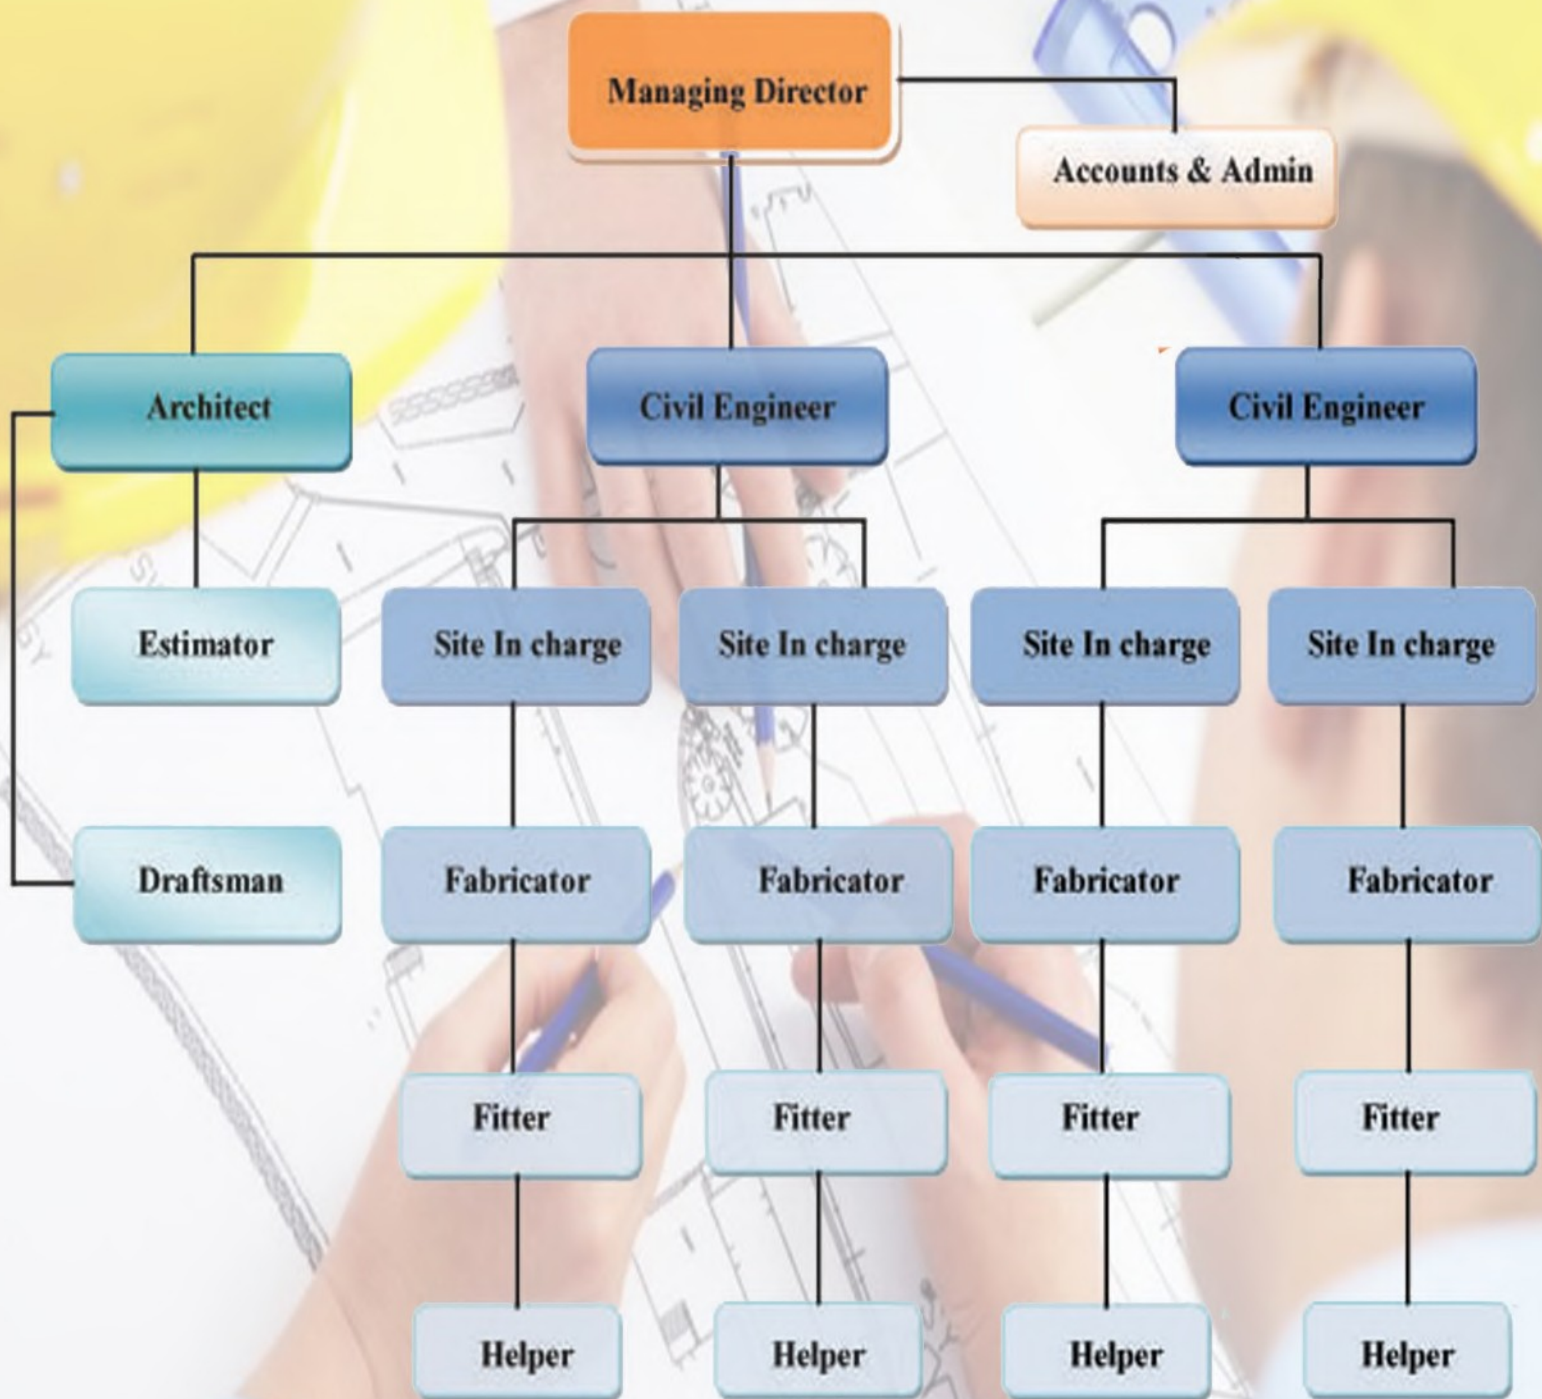 Managing Director
Accounts & Admin
Architect
Civil Engineer
Civil Engineer
Estimator
Site In charge
Site In charge
Site In charge
Site In charge
Draftsman
Fabricator
Fabricator
Fabricator
Fabricator
Fitter
Fitter
Fitter
Fitter
Helper
Helper
Helper
Helper